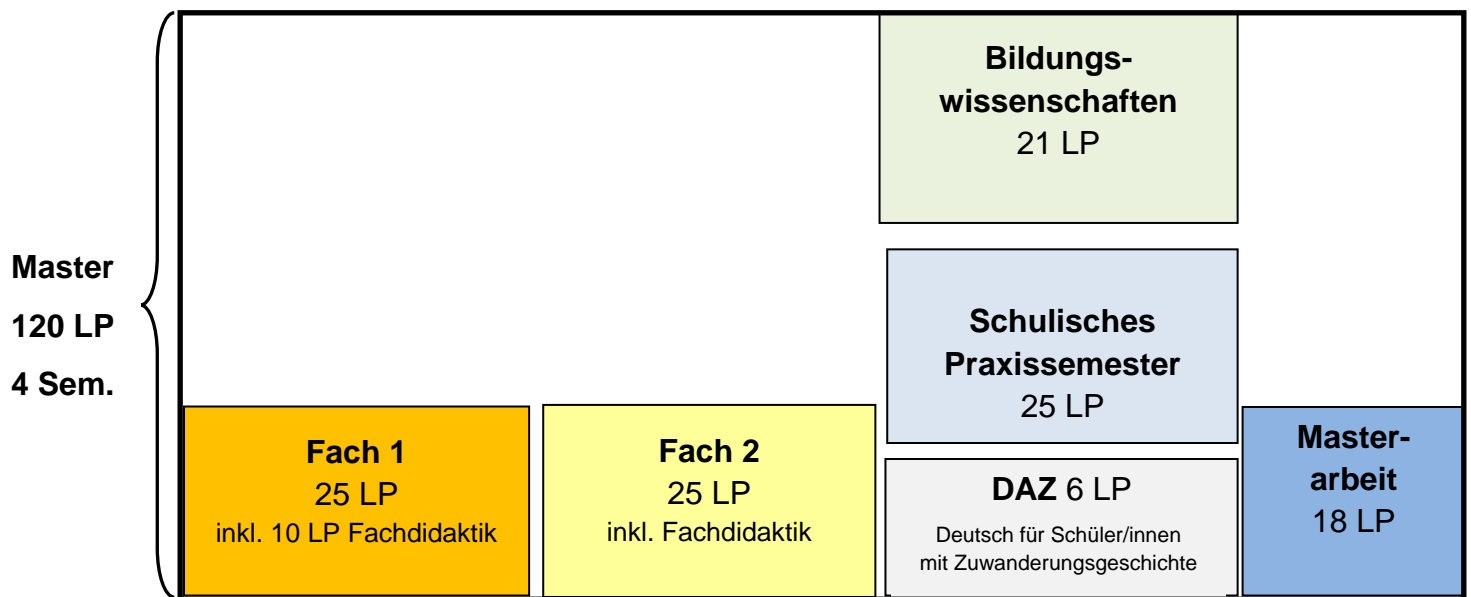 Master
120 LP
4 Sem.
Bildungs-
wissenschaften
21 LP
Schulisches
Praxissemester
25 LP
Fach 1
25 LP
inkl. 10 LP Fachdidaktik
Fach 2
25 LP
inkl. Fachdidaktik
DAZ 6 LP
Deutsch für Schüler/innen
mit Zuwanderungsgeschichte
Master-
arbeit
18 LP